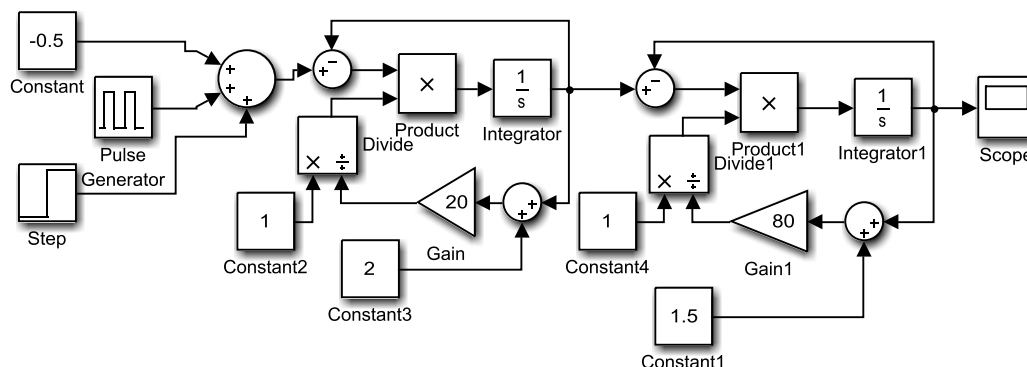 -0.5
Constant
+
+
+
Pulse
Generator
Step
+
−
×
Product
1
s
Integrator
×
÷
Divide
1
Constant2
20
Gain
+
+
2
Constant3
−
+
×
Product1
1
s
Integrator1
Scope
×
÷
Divide1
1
Constant4
80
Gain1
+
+
1.5
Constant1